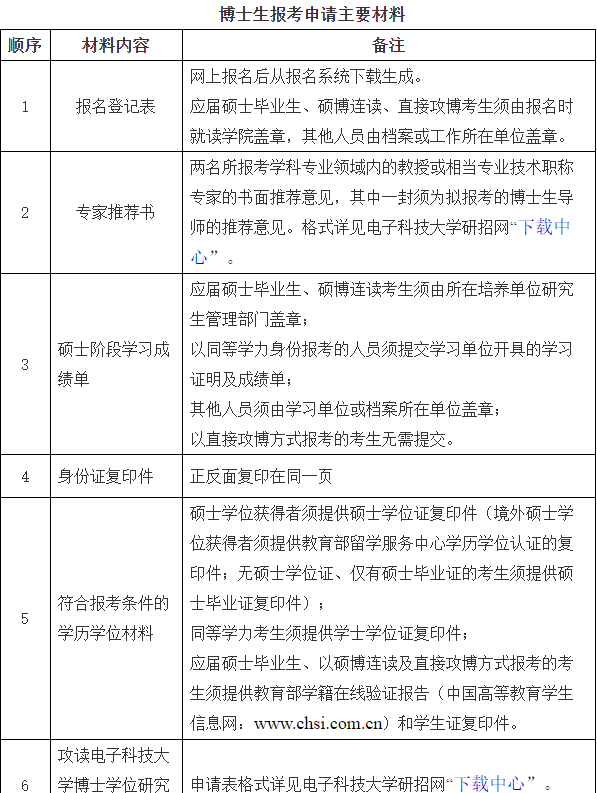 博士生报考申请主要材料
顺序 材料内容 备注
1 报名登记表
网上报名后从报名系统下载生成。
应届硕士毕业生、硕博连读、直接攻博考生须由报名时
就读学院盖章，其他人员由档案或工作所在单位盖章。
2 专家推荐书
两名所报考学科专业领域内的教授或相当专业技术职称
专家的书面推荐意见，其中一封须为拟报考的博士生导
师的推荐意见。格式详见电子科技大学研招网“下载中
心”。
3
硕士阶段学习成
绩单
应届硕士毕业生、硕博连读考生须由所在培养单位研究
生管理部门盖章；
以同等学力身份报考的人员须提交学习单位开具的学习
证明及成绩单；
其他人员须由学习单位或档案所在单位盖章；
以直接攻博方式报考的考生无需提交。
4 身份证复印件 正反面复印在同一页
5
符合报考条件的
学历学位材料
硕士学位获得者须提供硕士学位证复印件（境外硕士学
位获得者须提供教育部留学服务中心学历学位认证的复
印件；无硕士学位证、仅有硕士毕业证的考生须提供硕
士毕业证复印件）；
同等学力考生须提供学士学位证复印件；
应届硕士毕业生、以硕博连读及直接攻博方式报考的考
生须提供教育部学籍在线验证报告（中国高等教育学生
信息网：www.chsi.com.cn）和学生证复印件。
6
攻读电子科技大
学博士学位研究
申请表格式详见电子科技大学研招网“下载中心”。